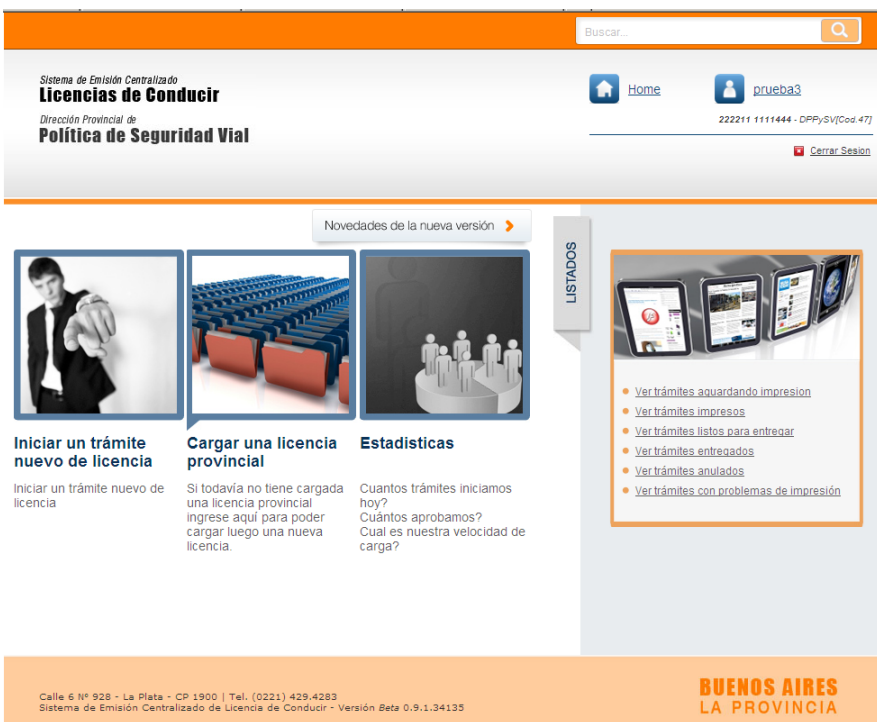 Buscar...
Sistema de Emisión Centralizado
Licencias de Conducir
Dirección Provincial de
Política de Seguridad Vial
Home
prueba3
222211 1111444 - DPPySV[Cod.47]
Cerrar Sesion
Novedades de la nueva versión
LISTADOS
Iniciar un trámite
nuevo de licencia
Iniciar un trámite nuevo de
licencia
Cargar una licencia
provincial
Si todavía no tiene cargada
una licencia provincial
ingrese aquí para poder
cargar luego una nueva
licencia.
Estadisticas
Cuantos trámites iniciamos
hoy?
Cuántos aprobamos?
Cual es nuestra velocidad de
carga?
Ver trámites aguardando impresion
Ver trámites impresos
Ver trámites listos para entregar
Ver trámites entregados
Ver trámites anulados
Ver trámites con problemas de impresión
Calle 6 Nº 928 - La Plata - CP 1900 | Tel. (0221) 429.4283
Sistema de Emisión Centralizado de Licencia de Conducir - Versión Beta 0.9.1.34135
BUENOS AIRES
LA PROVINCIA